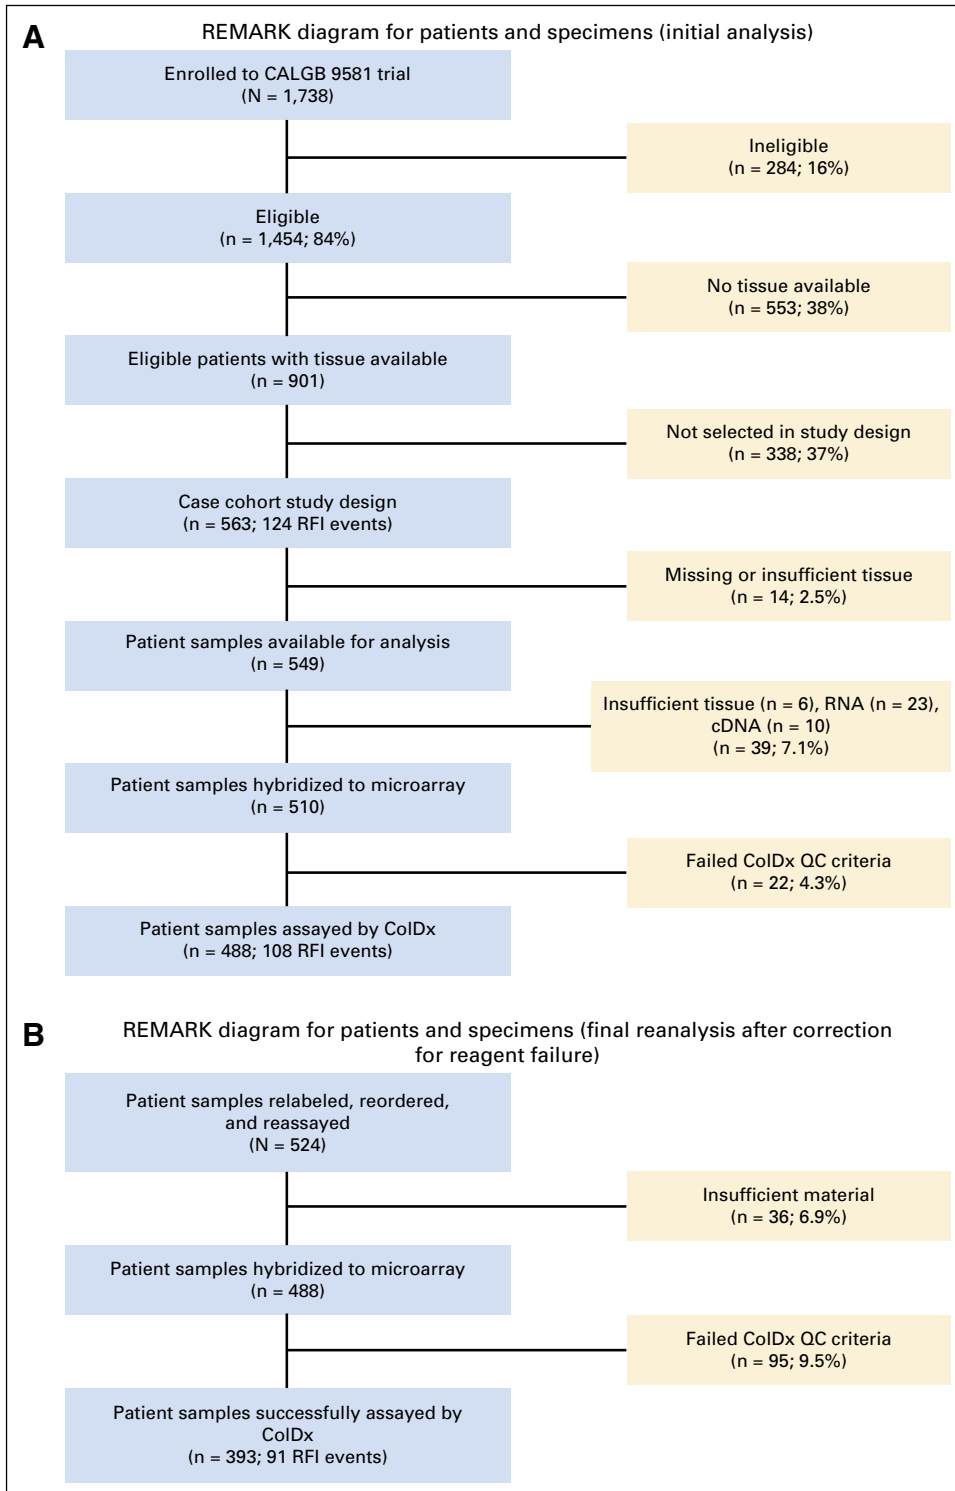 A
REMARK diagram for patients and specimens (initial analysis)
Enrolled to CALGB 9581 trial
(N = 1,738)
Ineligible
(n = 284; 16%)
Eligible
(n = 1,454; 84%)
No tissue available
(n = 553; 38%)
Eligible patients with tissue available
(n = 901)
Not selected in study design
(n = 338; 37%)
Case cohort study design
(n = 563; 124 RFI events)
Missing or insufficient tissue
(n = 14; 2.5%)
Patient samples available for analysis
(n = 549)
Insufficient tissue (n = 6), RNA (n = 23),
cDNA (n = 10)
(n = 39; 7.1%)
Patient samples hybridized to microarray
(n = 510)
Failed ColDx QC criteria
(n = 22; 4.3%)
Patient samples assayed by ColDx
(n = 488; 108 RFI events)
B
REMARK diagram for patients and specimens (final reanalysis after correction
for reagent failure)
Patient samples relabeled, reordered,
and reassayed
(N = 524)
Insufficient material
(n = 36; 6.9%)
Patient samples hybridized to microarray
(n = 488)
Failed ColDx QC criteria
(n = 95; 9.5%)
Patient samples successfully assayed by
ColDx
(n = 393; 91 RFI events)